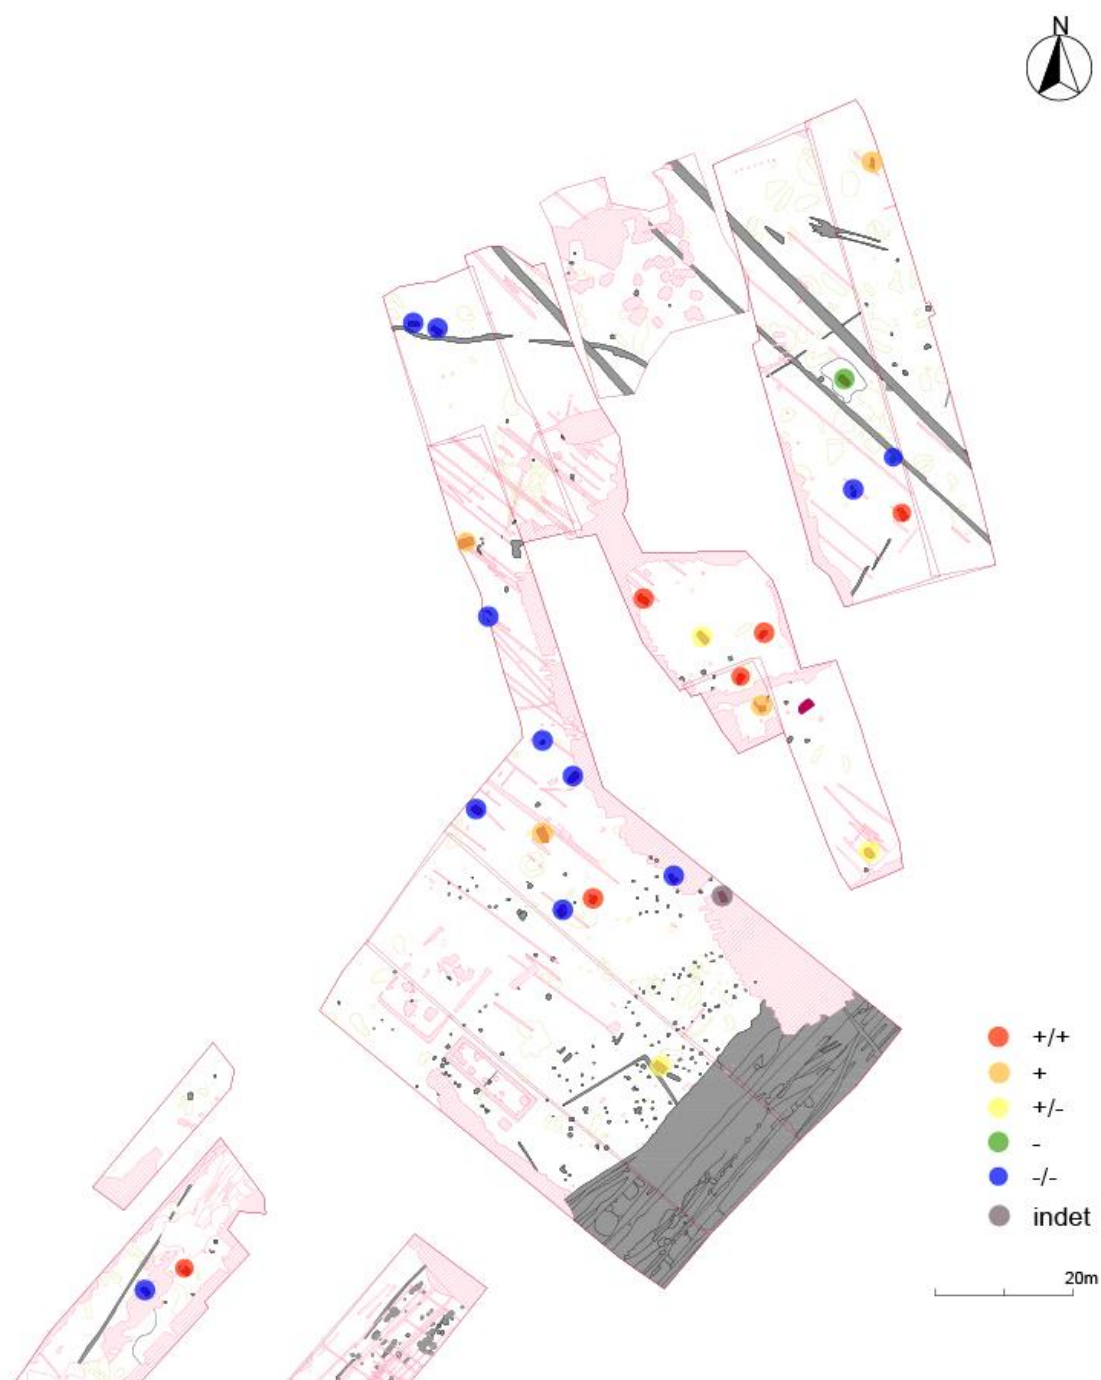 N
+/+
+
+/-
-
-/-
indet
20m